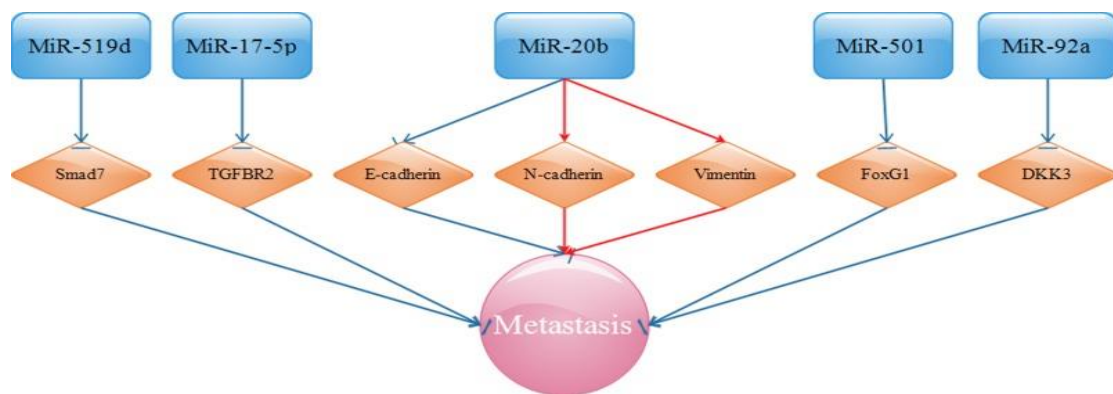 MiR-519d
MiR-17-5p
MiR-20b
MiR-501
MiR-92a
Smad7
TGFBR2
E-cadherin
N-cadherin
Vimentin
FoxG1
DKK3
Metastasis